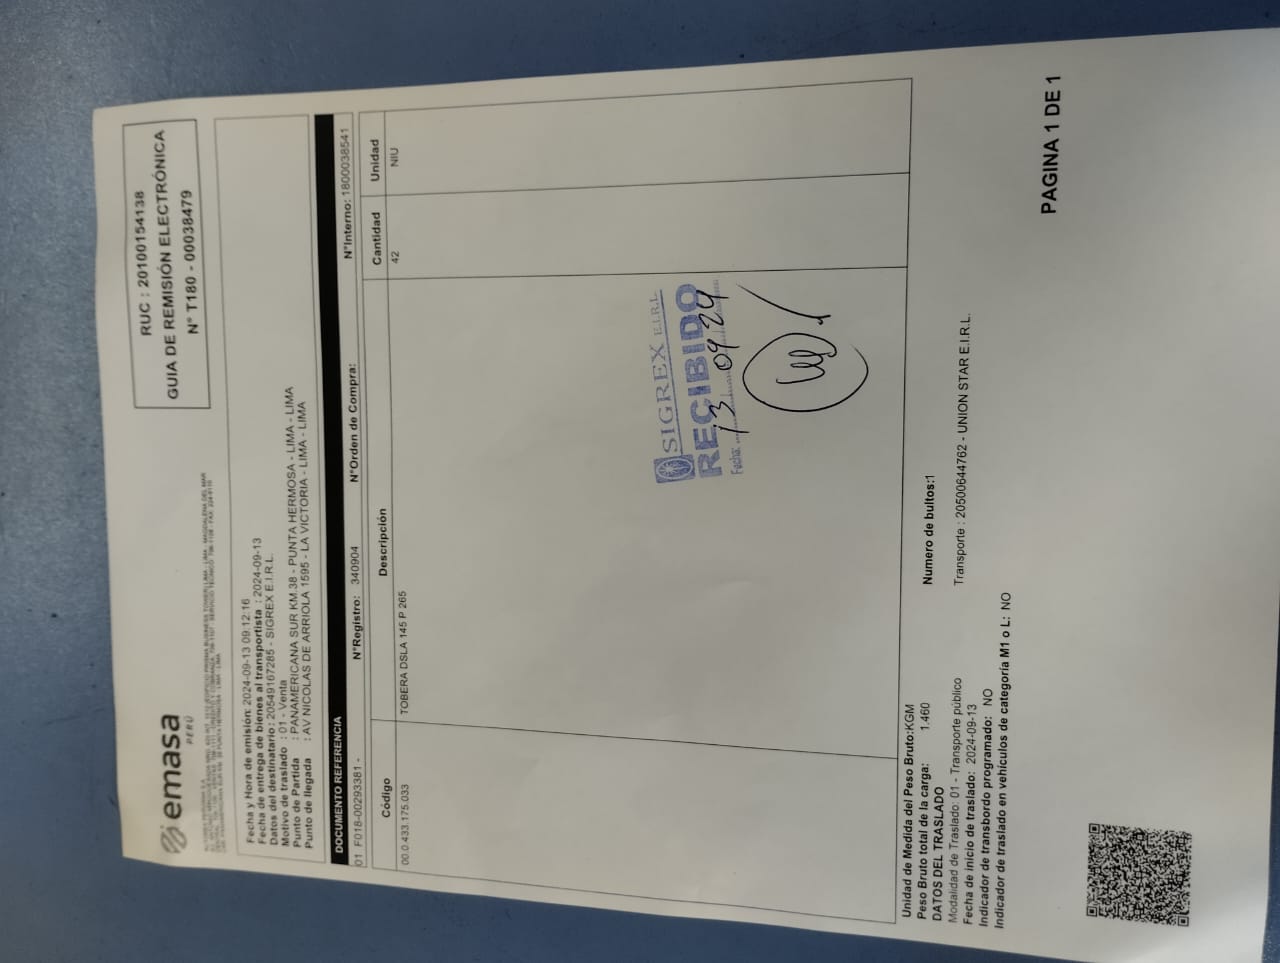 emasa
PERÚ
RUC : 20100154138
GUIA DE REMISIÓN ELECTRÓNICA
N° T180 - 00038479
Fecha y Hora de emisión: 2024-09-13 09:12:16
Fecha de entrega de bienes al transportista : 2024-09-13
Datos del destinatario: 20549167285 - SIGREX E.I.R.L.
Motivo de traslado : 01 - Venta
Punto de Partida : PANAMERICANA SUR KM.38 - PUNTA HERMOSA - LIMA - LIMA
Punto de llegada : AV NICOLAS DE ARRIOLA 1595 - LA VICTORIA - LIMA - LIMA
DOCUMENTO REFERENCIA
01 F018-00293381 - N°Registro: 340904 N°Orden de Compra: N°Interno: 1800038541
Código Descripción Cantidad Unidad
00.0.433.175.033 TOBERA DSLA 145 P 265 42 NIU
SIGREX E.I.R.L.
RECIBIDO
Fecha: 13 09 24
Unidad de Medida del Peso Bruto:KGM
Peso Bruto total de la carga: 1.460 Numero de bultos:1
DATOS DEL TRASLADO
Modalidad de Traslado: 01 - Transporte público Transporte : 20500644762 - UNION STAR E.I.R.L.
Fecha de inicio de traslado: 2024-09-13
Indicador de transbordo programado: NO
Indicador de traslado en vehículos de categoría M1 o L: NO
PAGINA 1 DE 1